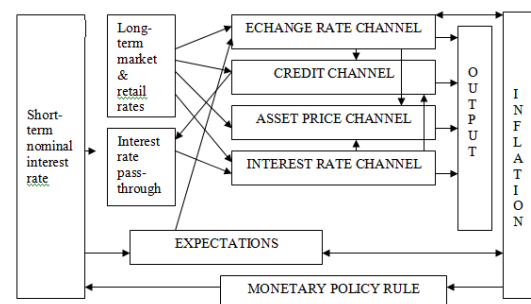 Short-
term
nominal
interest
rate
Long-
term
market
&
retail
rates
Interest
rate
pass-
through
ECHANGE RATE CHANNEL
CREDIT CHANNEL
ASSET PRICE CHANNEL
INTEREST RATE CHANNEL
EXPECTATIONS
MONETARY POLICY RULE
O
U
T
P
U
T
I
N
F
L
A
T
I
O
N